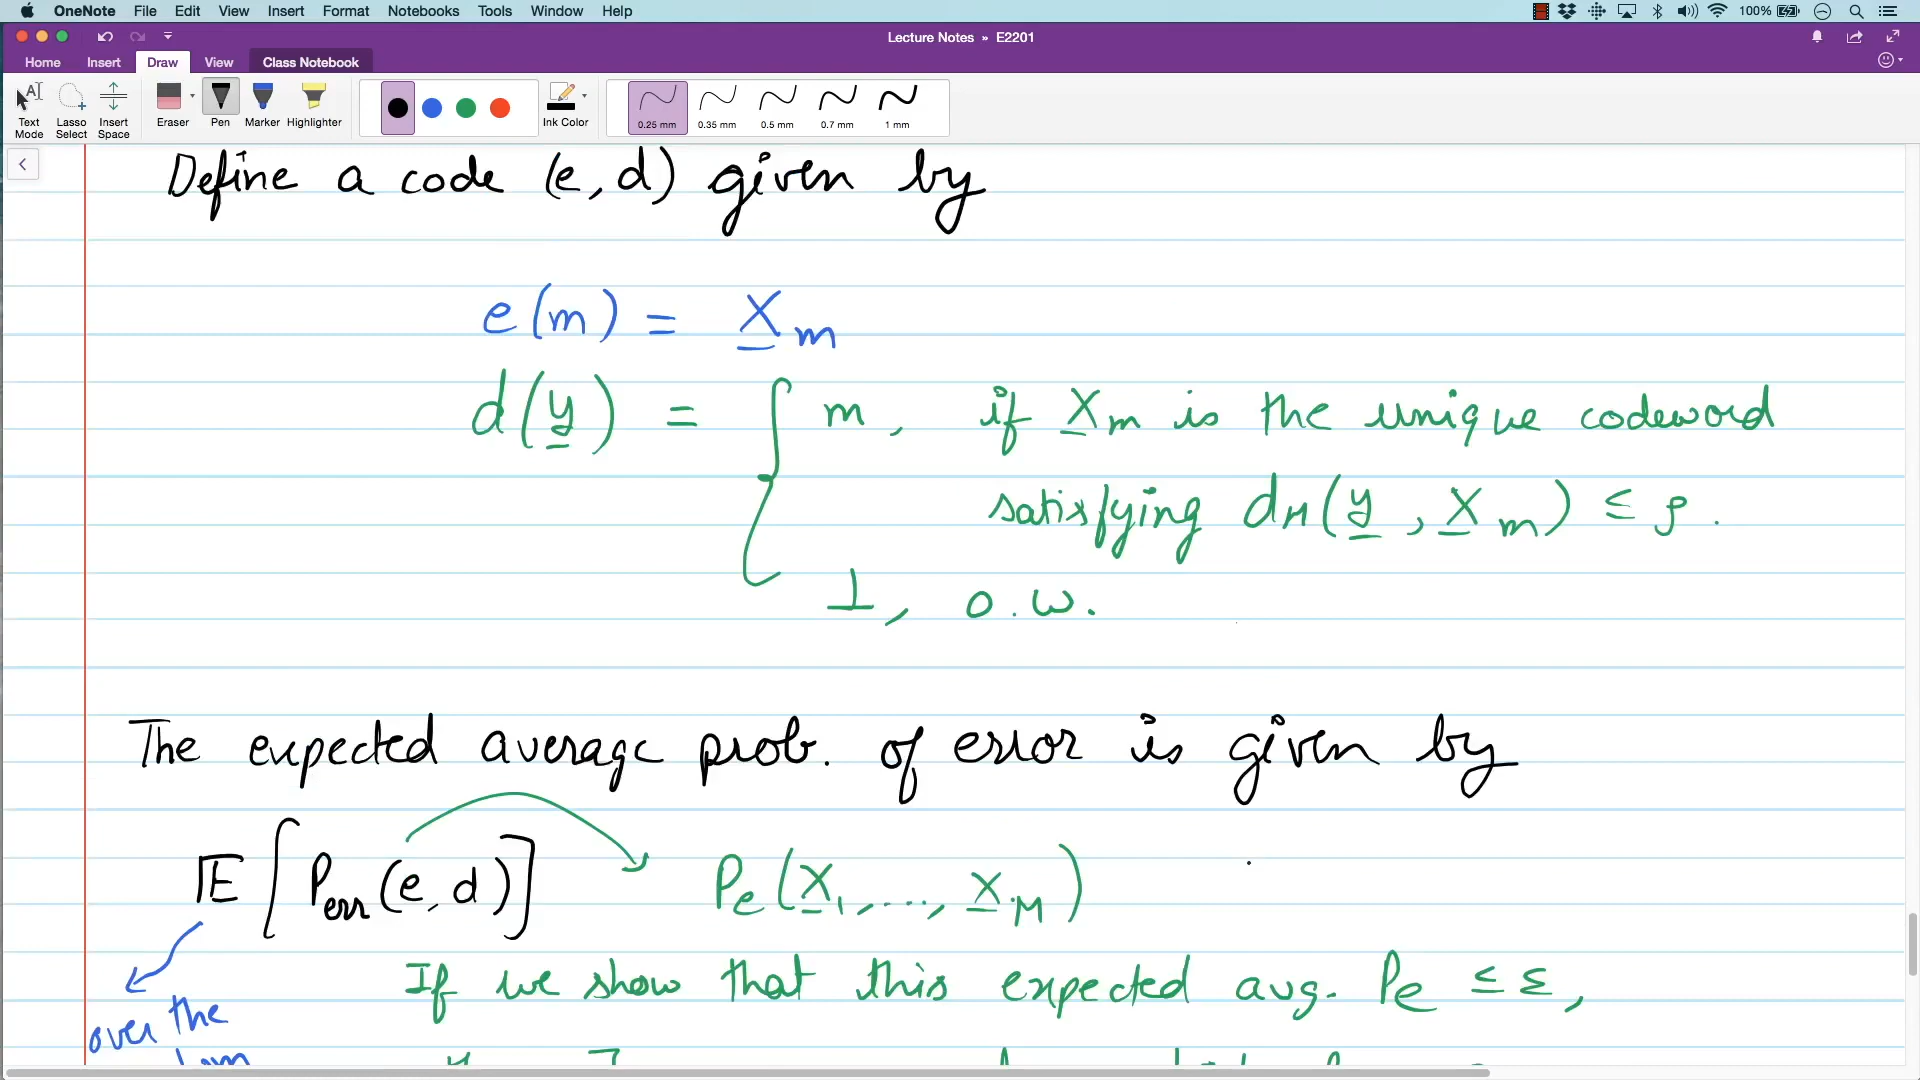 OneNote File Edit View Insert Format Notebooks Tools Window Help 100%
Lecture Notes » E2201
Home Insert Draw View Class Notebook
Text Mode Lasso Select Insert Space Eraser Pen Marker Highlighter Ink Color 0.25 mm 0.35 mm 0.5 mm 0.7 mm 1 mm
Define a code (e, d) given by
e(m) = X_m
d(y) = { m, if X_m is the unique codeword
satisfying d_H(y, X_m) ≤ ρ.
⊥, o.w.
The expected average prob. of error is given by
𝔼[P_err(e, d)] P_e(X_1, ..., X_M)
If we show that this expected avg. P_e ≤ ε,
over the